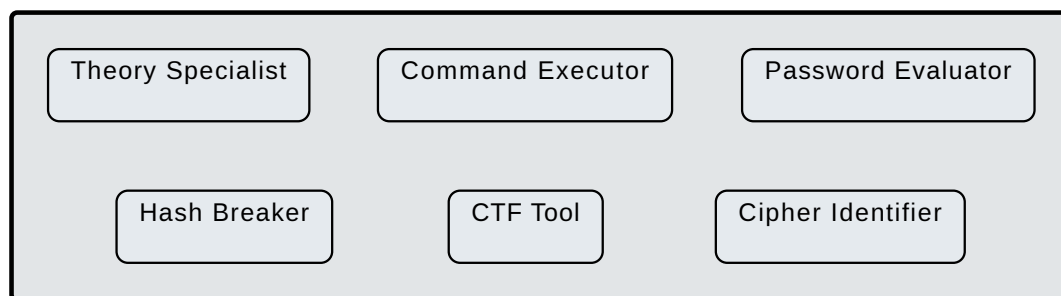 Theory Specialist
Command Executor
Password Evaluator
Hash Breaker
CTF Tool
Cipher Identifier